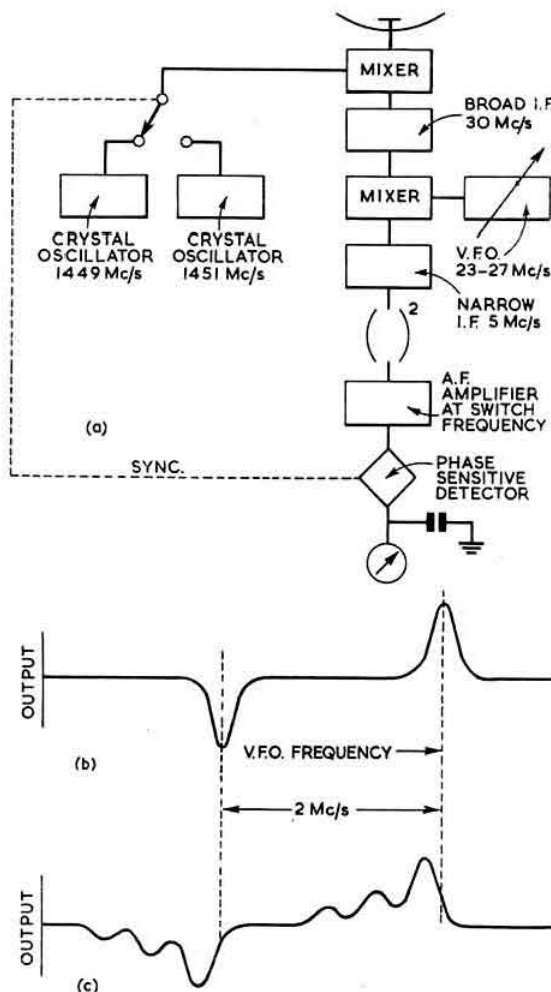 MIXER
BROAD I.F.
30 Mc/s
MIXER
CRYSTAL
OSCILLATOR
1449 Mc/s
CRYSTAL
OSCILLATOR
1451 Mc/s
V.F.O.
23-27 Mc/s
NARROW
I.F. 5 Mc/s
2
A.F.
AMPLIFIER
AT SWITCH
FREQUENCY
(a)
SYNC.
PHASE
SENSITIVE
DETECTOR
OUTPUT
V.F.O. FREQUENCY
(b)
2 Mc/s
OUTPUT
(c)